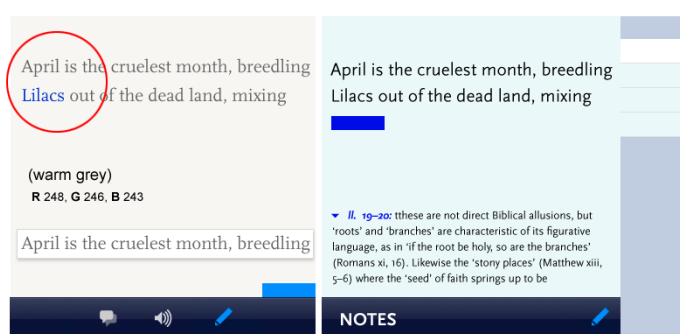 April is the cruelest month, breedling
Lilacs out of the dead land, mixing
(warm grey)
R 248, G 246, B 243
April is the cruelest month, breedling
April is the cruelest month, breedling
Lilacs out of the dead land, mixing
ll. 19–20: tthese are not direct Biblical allusions, but
'roots' and 'branches' are characteristic of its figurative
language, as in 'if the root be holy, so are the branches'
(Romans xi, 16). Likewise the 'stony places' (Matthew xiii,
5–6) where the 'seed' of faith springs up to be
NOTES